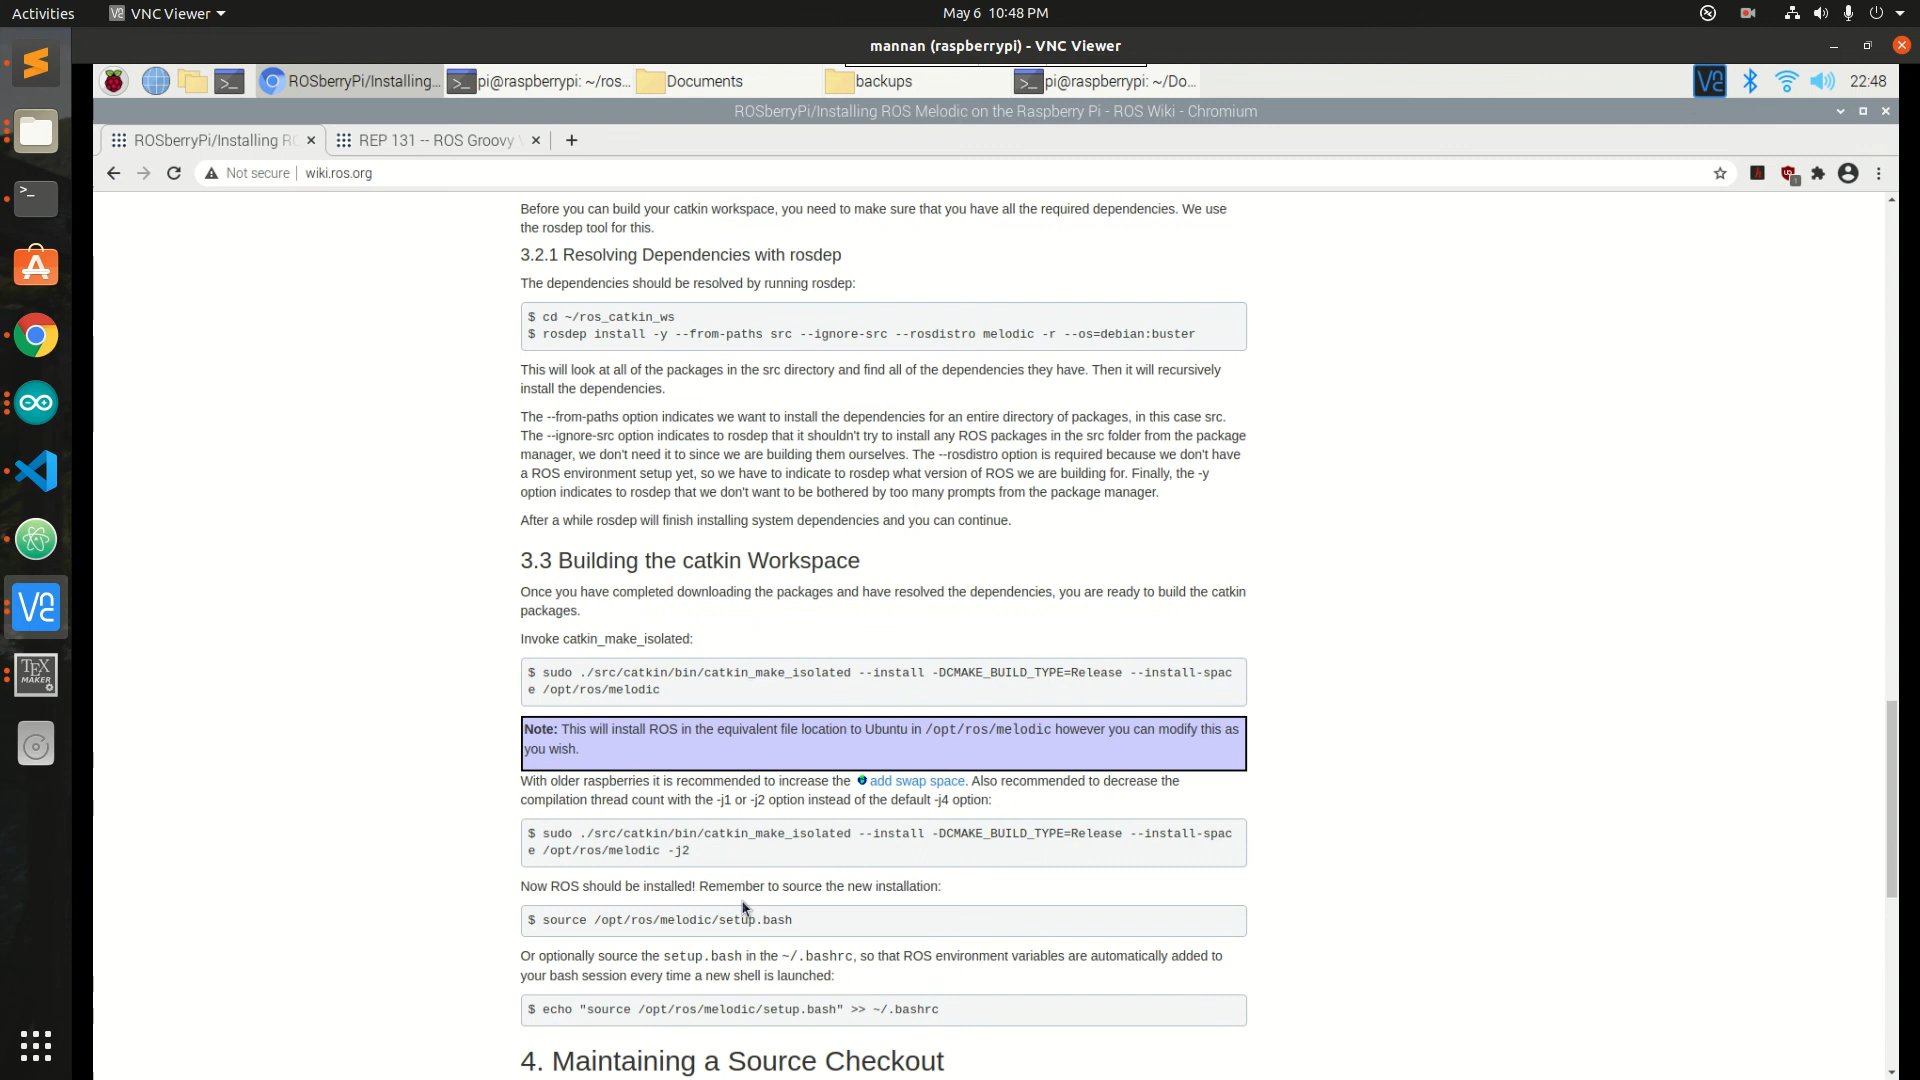 Activities
VNC Viewer
May 6 10:48 PM
mannan (raspberrypi) - VNC Viewer
ROSberryPi/Installing...
pi@raspberrypi: ~/ros...
Documents
backups
pi@raspberrypi: ~/Do...
22:48
ROSberryPi/Installing ROS Melodic on the Raspberry Pi - ROS Wiki - Chromium
ROSberryPi/Installing RO
REP 131 -- ROS Groovy
Not secure | wiki.ros.org
1
Before you can build your catkin workspace, you need to make sure that you have all the required dependencies. We use
the rosdep tool for this.
3.2.1 Resolving Dependencies with rosdep
The dependencies should be resolved by running rosdep:
$ cd ~/ros_catkin_ws
$ rosdep install -y --from-paths src --ignore-src --rosdistro melodic -r --os=debian:buster
This will look at all of the packages in the src directory and find all of the dependencies they have. Then it will recursively
install the dependencies.
The --from-paths option indicates we want to install the dependencies for an entire directory of packages, in this case src.
The --ignore-src option indicates to rosdep that it shouldn't try to install any ROS packages in the src folder from the package
manager, we don't need it to since we are building them ourselves. The --rosdistro option is required because we don't have
a ROS environment setup yet, so we have to indicate to rosdep what version of ROS we are building for. Finally, the -y
option indicates to rosdep that we don't want to be bothered by too many prompts from the package manager.
After a while rosdep will finish installing system dependencies and you can continue.
3.3 Building the catkin Workspace
Once you have completed downloading the packages and have resolved the dependencies, you are ready to build the catkin
packages.
Invoke catkin_make_isolated:
$ sudo ./src/catkin/bin/catkin_make_isolated --install -DCMAKE_BUILD_TYPE=Release --install-spac
e /opt/ros/melodic
Note: This will install ROS in the equivalent file location to Ubuntu in /opt/ros/melodic however you can modify this as
you wish.
With older raspberries it is recommended to increase the add swap space. Also recommended to decrease the
compilation thread count with the -j1 or -j2 option instead of the default -j4 option:
$ sudo ./src/catkin/bin/catkin_make_isolated --install -DCMAKE_BUILD_TYPE=Release --install-spac
e /opt/ros/melodic -j2
Now ROS should be installed! Remember to source the new installation:
$ source /opt/ros/melodic/setup.bash
Or optionally source the setup.bash in the ~/.bashrc, so that ROS environment variables are automatically added to
your bash session every time a new shell is launched:
$ echo "source /opt/ros/melodic/setup.bash" >> ~/.bashrc
4. Maintaining a Source Checkout
TEX
MAKER